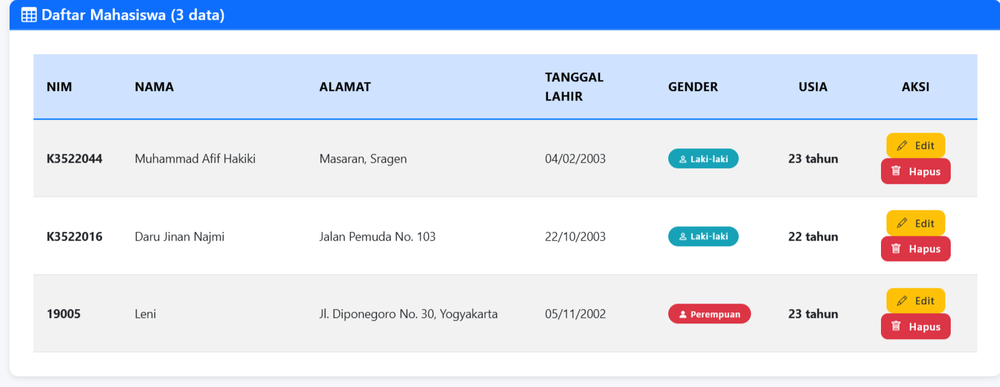 Daftar Mahasiswa (3 data)
NIM NAMA ALAMAT TANGGAL LAHIR GENDER USIA AKSI
K3522044 Muhammad Afif Hakiki Masaran, Sragen 04/02/2003 Laki-laki 23 tahun Edit
Hapus
K3522016 Daru Jinan Najmi Jalan Pemuda No. 103 22/10/2003 Laki-laki 22 tahun Edit
Hapus
19005 Leni Jl. Diponegoro No. 30, Yogyakarta 05/11/2002 Perempuan 23 tahun Edit
Hapus